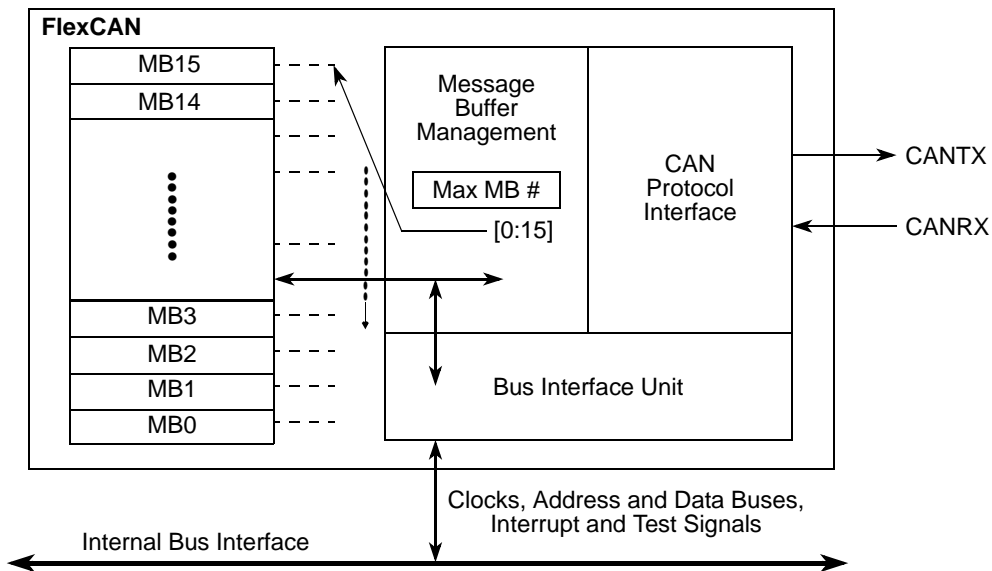 FlexCAN
MB15
MB14
MB3
MB2
MB1
MB0
Message
Buffer
Management
Max MB #
[0:15]
CAN
Protocol
Interface
CANTX
CANRX
Bus Interface Unit
Clocks, Address and Data Buses,
Interrupt and Test Signals
Internal Bus Interface